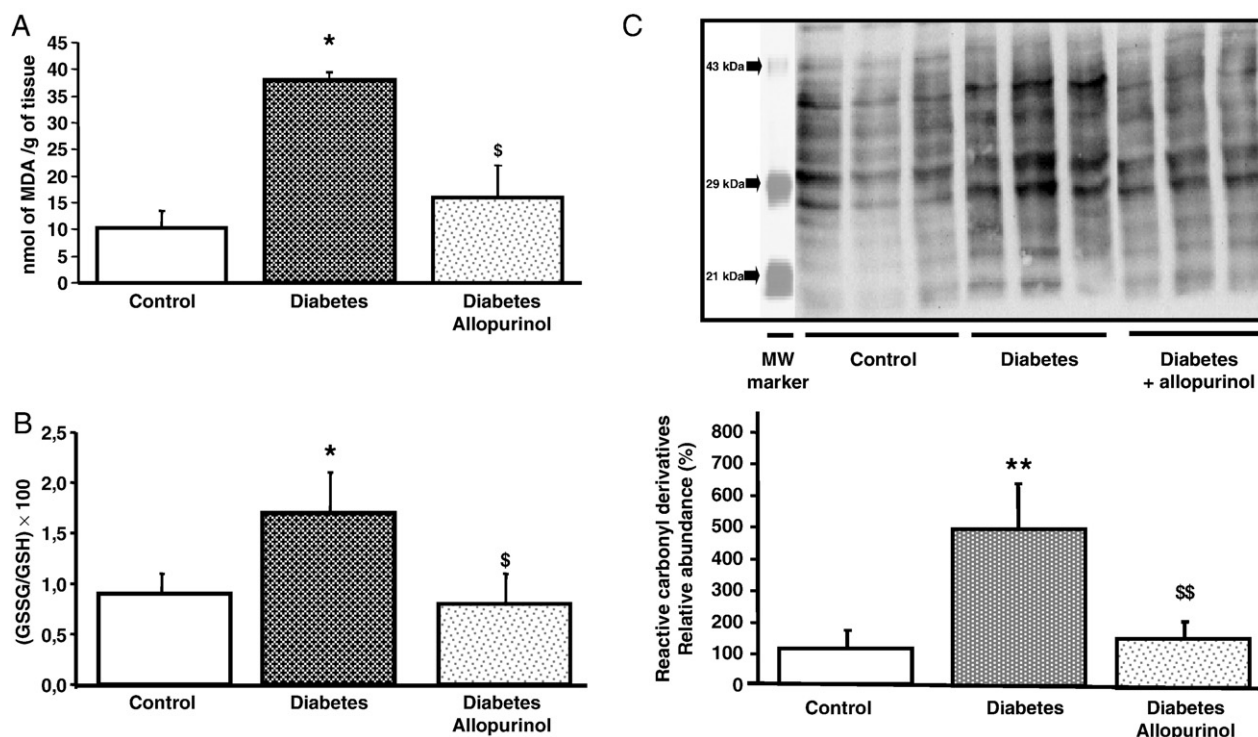 A
45
40
35
30
25
20
15
10
5
0
nmol of MDA /g of tissue
*
$
Control
Diabetes
Diabetes
Allopurinol
B
2,5
2,0
1,5
1,0
0,5
0,0
(GSSG/GSH) × 100
*
$
Control
Diabetes
Diabetes
Allopurinol
C
43 kDa
29 kDa
21 kDa
MW
marker
Control
Diabetes
Diabetes
+ allopurinol
800
700
600
500
400
300
200
100
0
Reactive carbonyl derivatives
Relative abundance (%)
**
$$
Control
Diabetes
Diabetes
Allopurinol